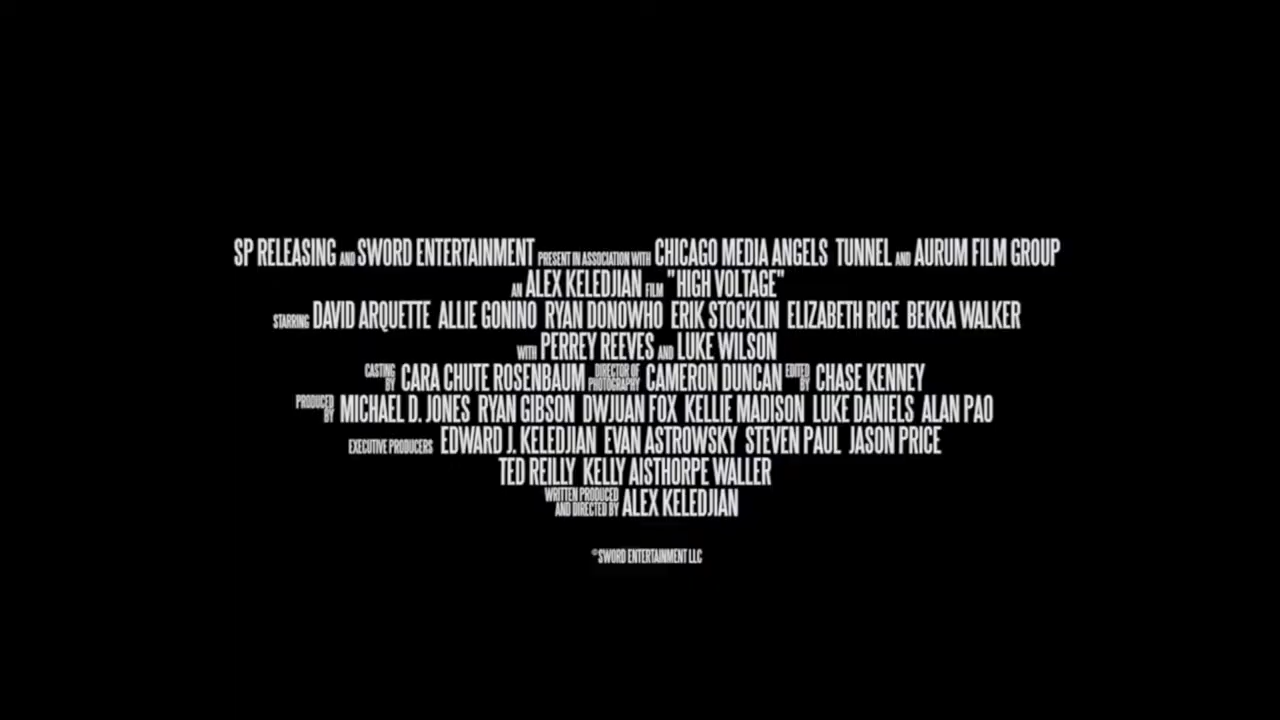 SP RELEASING AND SWORD ENTERTAINMENT PRESENT IN ASSOCIATION WITH CHICAGO MEDIA ANGELS TUNNEL AND AURUM FILM GROUP
AN ALEX KELEDJIAN FILM "HIGH VOLTAGE"
STARRING DAVID ARQUETTE ALLIE GONINO RYAN DONOWHO ERIK STOCKLIN ELIZABETH RICE BEKKA WALKER
WITH PERREY REEVES AND LUKE WILSON
CASTING BY CARA CHUTE ROSENBAUM DIRECTOR OF PHOTOGRAPHY CAMERON DUNCAN EDITED BY CHASE KENNEY
PRODUCED BY MICHAEL D. JONES RYAN GIBSON DWJUAN FOX KELLIE MADISON LUKE DANIELS ALAN PAO
EXECUTIVE PRODUCERS EDWARD J. KELEDJIAN EVAN ASTROWSKY STEVEN PAUL JASON PRICE
TED REILLY KELLY AISTHORPE WALLER
WRITTEN PRODUCED AND DIRECTED BY ALEX KELEDJIAN
©SWORD ENTERTAINMENT LLC